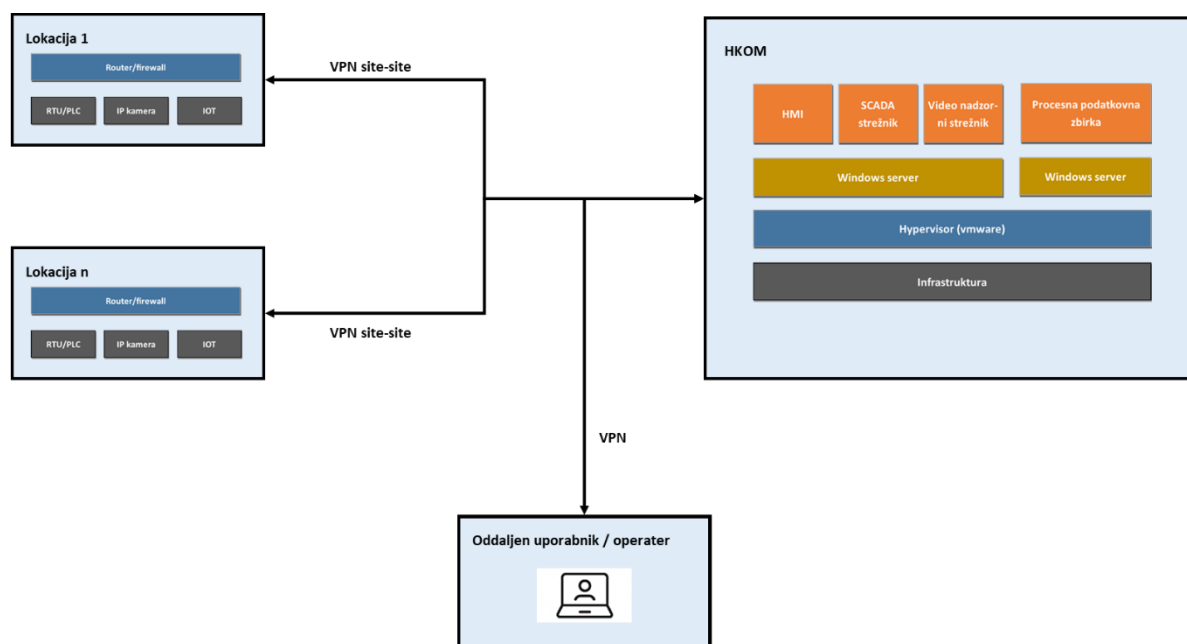 Lokacija 1
Router/firewall
RTU/PLC
IP kamera
IOT
VPN site-site
HKOM
HMI
SCADA
strežnik
Video nadzor-
ni strežnik
Procesna podatkovna
zbirka
Windows server
Windows server
Hypervisor (vmware)
Infrastruktura
Lokacija n
Router/firewall
RTU/PLC
IP kamera
IOT
VPN site-site
VPN
Oddaljen uporabnik / operater